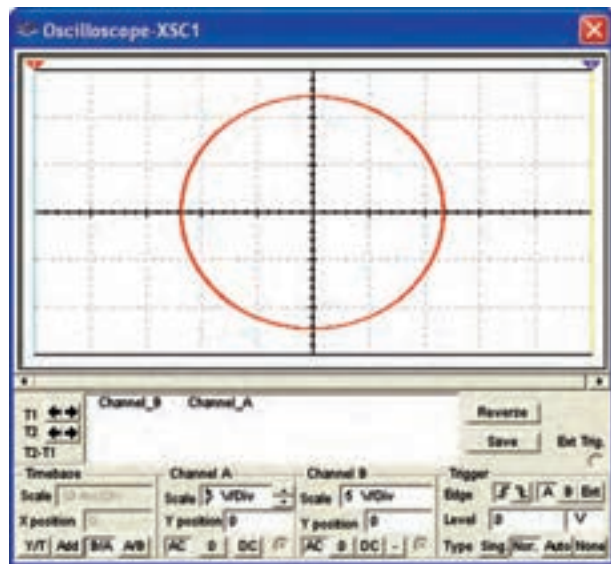 Oscilloscope-XSC1
T1
T2
T2-T1
Channel_B Channel_A
Reverse
Save
Ext Trig.
Timebase
Channel A
Channel B
Trigger
Scale
Scale 5 V/Div
Scale 5 V/Div
Edge A B Ext
X position
Y position 0
Y position 0
Level 0 V
Y/T Add B/A A/B
AC 0 DC
AC 0 DC -
Type Sing. Nor. Auto None